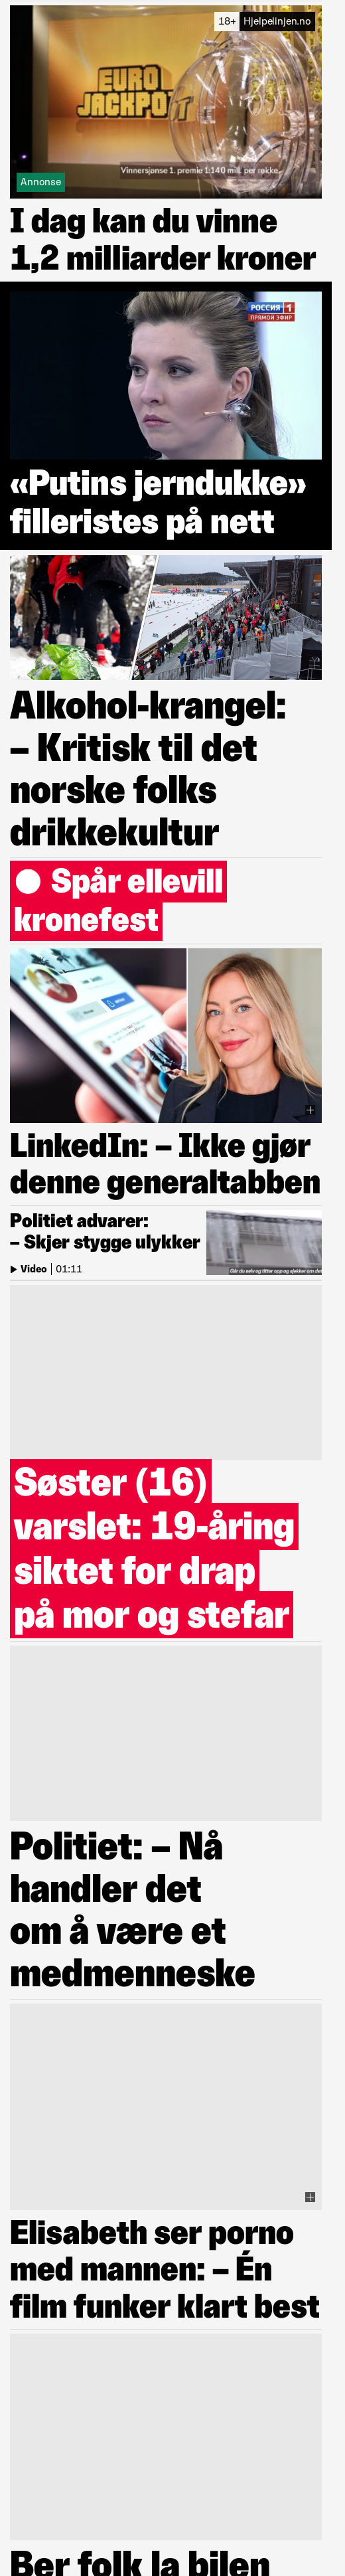 18+ Hjelpelinjen.no
EURO
JACKPOT
Vinnersjanse 1. premie 1:140 mill. per rekke.
Annonse
I dag kan du vinne
1,2 milliarder kroner
РОССИЯ 1
ПРЯМОЙ ЭФИР
«Putins jerndukke»
filleristes på nett
Alkohol-krangel:
– Kritisk til det
norske folks
drikkekultur
Spår ellevill
kronefest
LinkedIn: – Ikke gjør
denne generaltabben
Politiet advarer:
– Skjer stygge ulykker
Video | 01:11
Går du selv og titter opp og sjekker om det
Søster (16)
varslet: 19-åring
siktet for drap
på mor og stefar
Politiet: – Nå
handler det
om å være et
medmenneske
Elisabeth ser porno
med mannen: – Én
film funker klart best
Ber folk la bilen